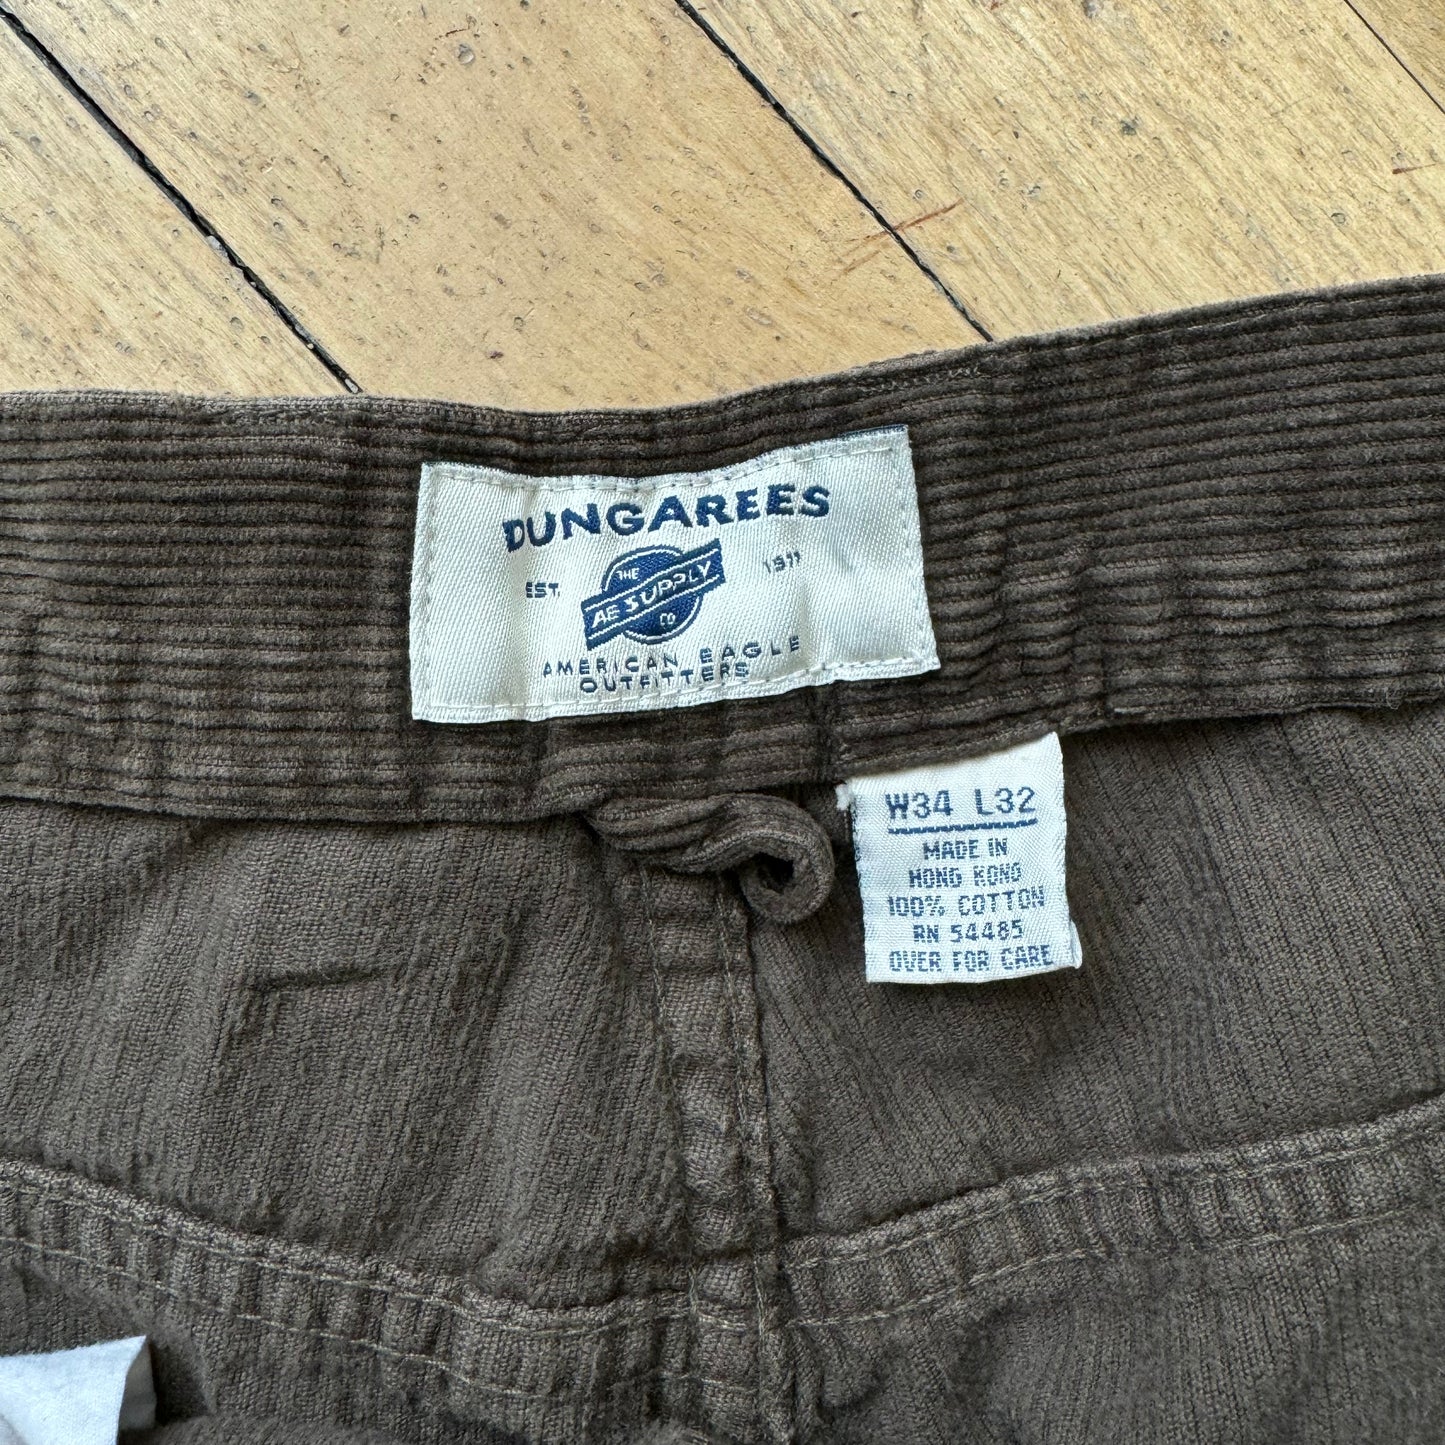 DUNGAREES
EST. 1977
THE
AE SUPPLY
CO
AMERICAN EAGLE
OUTFITTERS
W34 L32
MADE IN
HONG KONG
100% COTTON
RN 54485
OVER FOR CARE